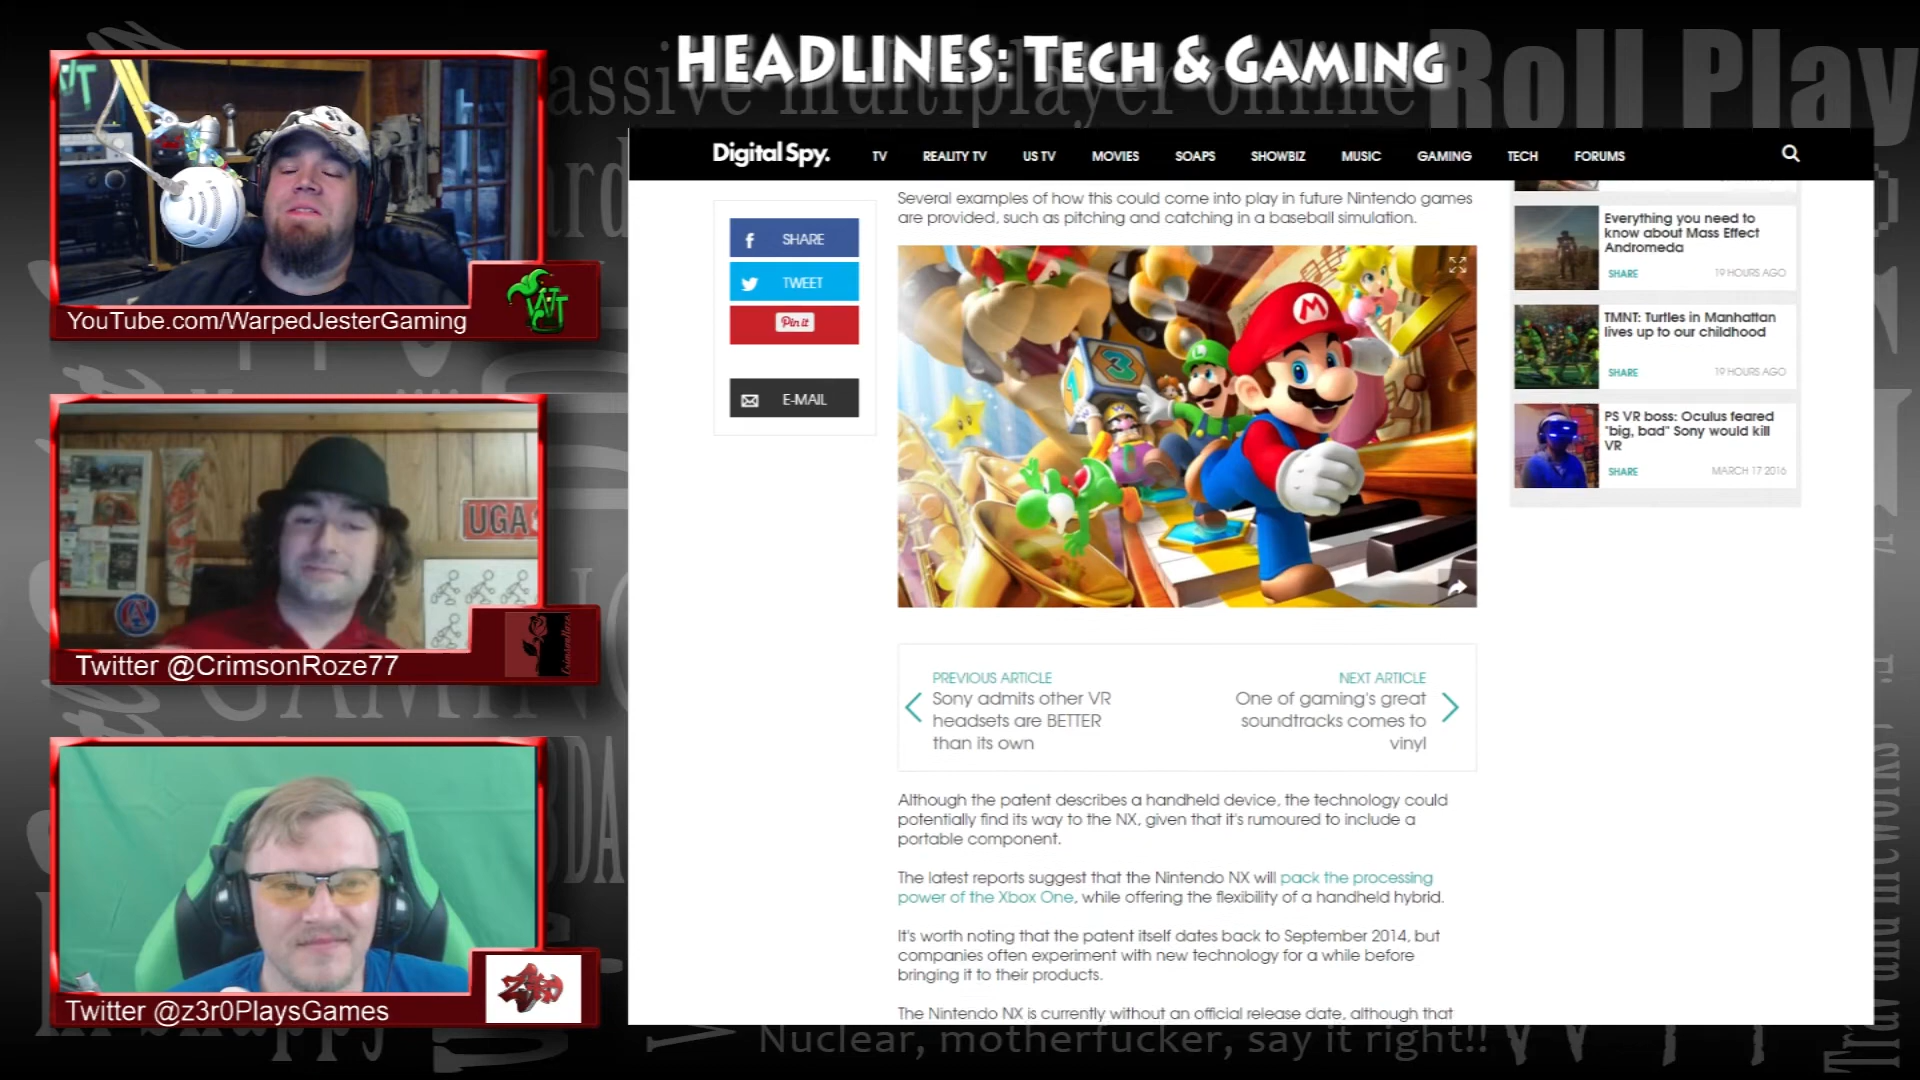 HEADLINES: TECH & GAMING
assive multiplayer online
Roll Play
YouTube.com/WarpedJesterGaming
UGA
Twitter @CrimsonRoze77
Twitter @z3r0PlaysGames
Digital Spy.
TV
REALITY TV
US TV
MOVIES
SOAPS
SHOWBIZ
MUSIC
GAMING
TECH
FORUMS
SHARE
TWEET
Pin it
E-MAIL
Several examples of how this could come into play in future Nintendo games
are provided, such as pitching and catching in a baseball simulation.
3
M
PREVIOUS ARTICLE
Sony admits other VR
headsets are BETTER
than its own
NEXT ARTICLE
One of gaming's great
soundtracks comes to
vinyl
Although the patent describes a handheld device, the technology could
potentially find its way to the NX, given that it's rumoured to include a
portable component.
The latest reports suggest that the Nintendo NX will pack the processing
power of the Xbox One, while offering the flexibility of a handheld hybrid.
It's worth noting that the patent itself dates back to September 2014, but
companies often experiment with new technology for a while before
bringing it to their products.
The Nintendo NX is currently without an official release date, although that
Everything you need to
know about Mass Effect
Andromeda
SHARE
19 HOURS AGO
TMNT: Turtles in Manhattan
lives up to our childhood
SHARE
19 HOURS AGO
PS VR boss: Oculus feared
"big, bad" Sony would kill
VR
SHARE
MARCH 17 2016
Nuclear, motherfucker, say it right!!